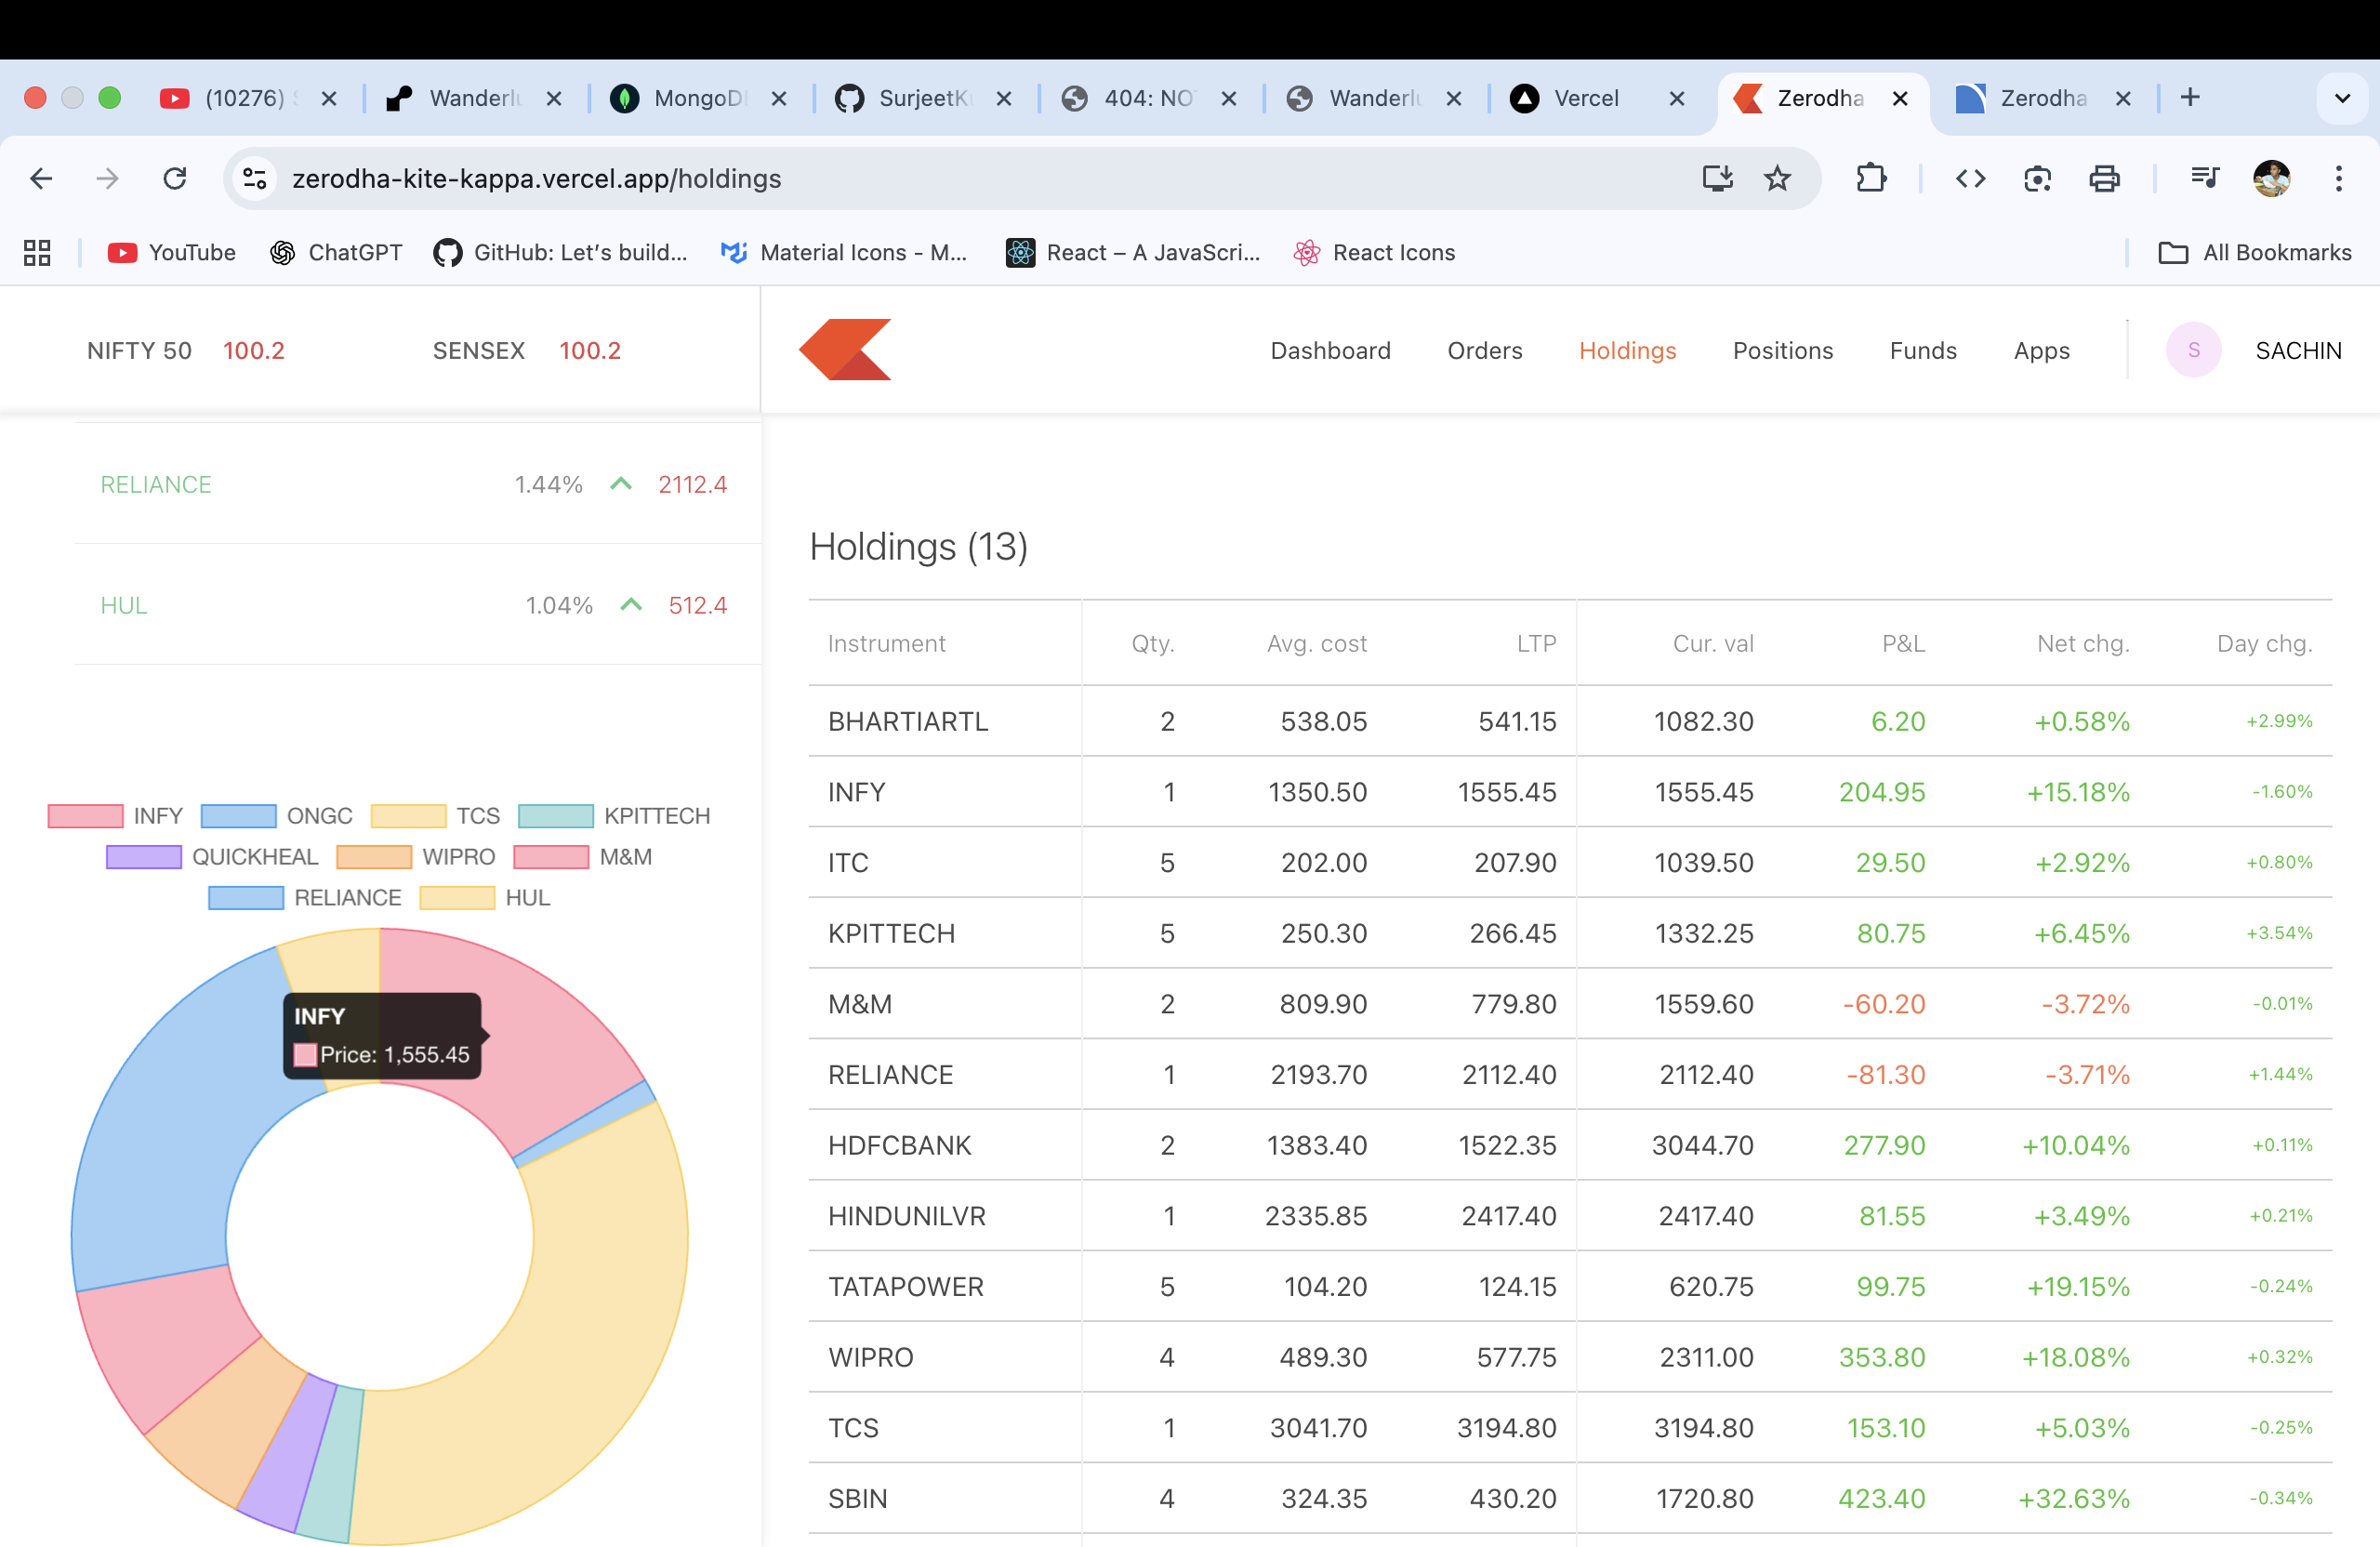 (10276) Wanderlu MongoD SurjeetK 404: NO Wanderlu Vercel Zerodha Zerodha
zerodha-kite-kappa.vercel.app/holdings
YouTube ChatGPT GitHub: Let’s build... Material Icons - M... React – A JavaScri... React Icons All Bookmarks
NIFTY 50 100.2 SENSEX 100.2 Dashboard Orders Holdings Positions Funds Apps S SACHIN
RELIANCE 1.44% 2112.4
HUL 1.04% 512.4
INFY ONGC TCS KPITTECH
QUICKHEAL WIPRO M&M
RELIANCE HUL
INFY
Price: 1,555.45
Holdings (13)
Instrument Qty. Avg. cost LTP Cur. val P&L Net chg. Day chg.
BHARTIARTL 2 538.05 541.15 1082.30 6.20 +0.58% +2.99%
INFY 1 1350.50 1555.45 1555.45 204.95 +15.18% -1.60%
ITC 5 202.00 207.90 1039.50 29.50 +2.92% +0.80%
KPITTECH 5 250.30 266.45 1332.25 80.75 +6.45% +3.54%
M&M 2 809.90 779.80 1559.60 -60.20 -3.72% -0.01%
RELIANCE 1 2193.70 2112.40 2112.40 -81.30 -3.71% +1.44%
HDFCBANK 2 1383.40 1522.35 3044.70 277.90 +10.04% +0.11%
HINDUNILVR 1 2335.85 2417.40 2417.40 81.55 +3.49% +0.21%
TATAPOWER 5 104.20 124.15 620.75 99.75 +19.15% -0.24%
WIPRO 4 489.30 577.75 2311.00 353.80 +18.08% +0.32%
TCS 1 3041.70 3194.80 3194.80 153.10 +5.03% -0.25%
SBIN 4 324.35 430.20 1720.80 423.40 +32.63% -0.34%